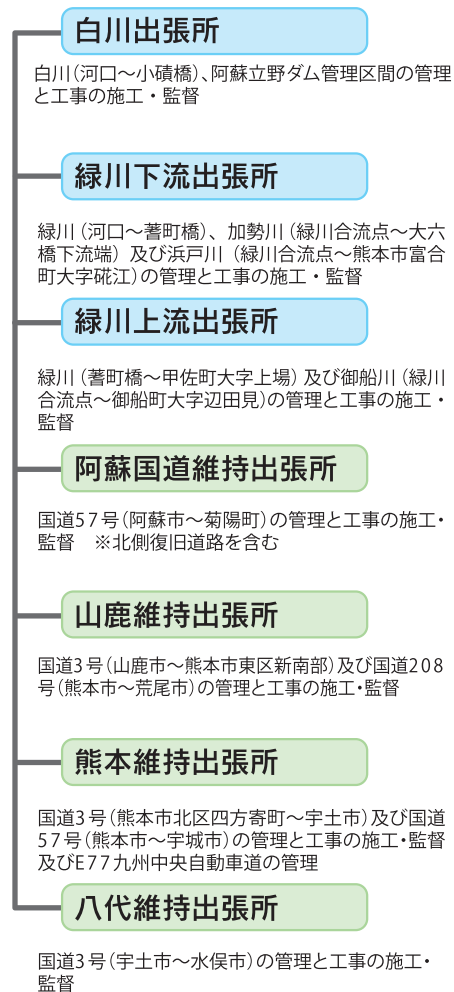 白川出張所
白川（河口～小磧橋）、阿蘇立野ダム管理区間の管理
と工事の施工・監督
緑川下流出張所
緑川（河口～蓍町橋）、加勢川（緑川合流点～大六
橋下流端）及び浜戸川（緑川合流点～熊本市富合
町大字硴江）の管理と工事の施工・監督
緑川上流出張所
緑川（蓍町橋～甲佐町大字上場）及び御船川（緑川
合流点～御船町大字辺田見）の管理と工事の施工・
監督
阿蘇国道維持出張所
国道57号（阿蘇市～菊陽町）の管理と工事の施工・
監督　※北側復旧道路を含む
山鹿維持出張所
国道3号（山鹿市～熊本市東区新南部）及び国道208
号（熊本市～荒尾市）の管理と工事の施工・監督
熊本維持出張所
国道3号（熊本市北区四方寄町～宇土市）及び国道
57号（熊本市～宇城市）の管理と工事の施工・監督
及びE77九州中央自動車道の管理
八代維持出張所
国道3号（宇土市～水俣市）の管理と工事の施工・
監督